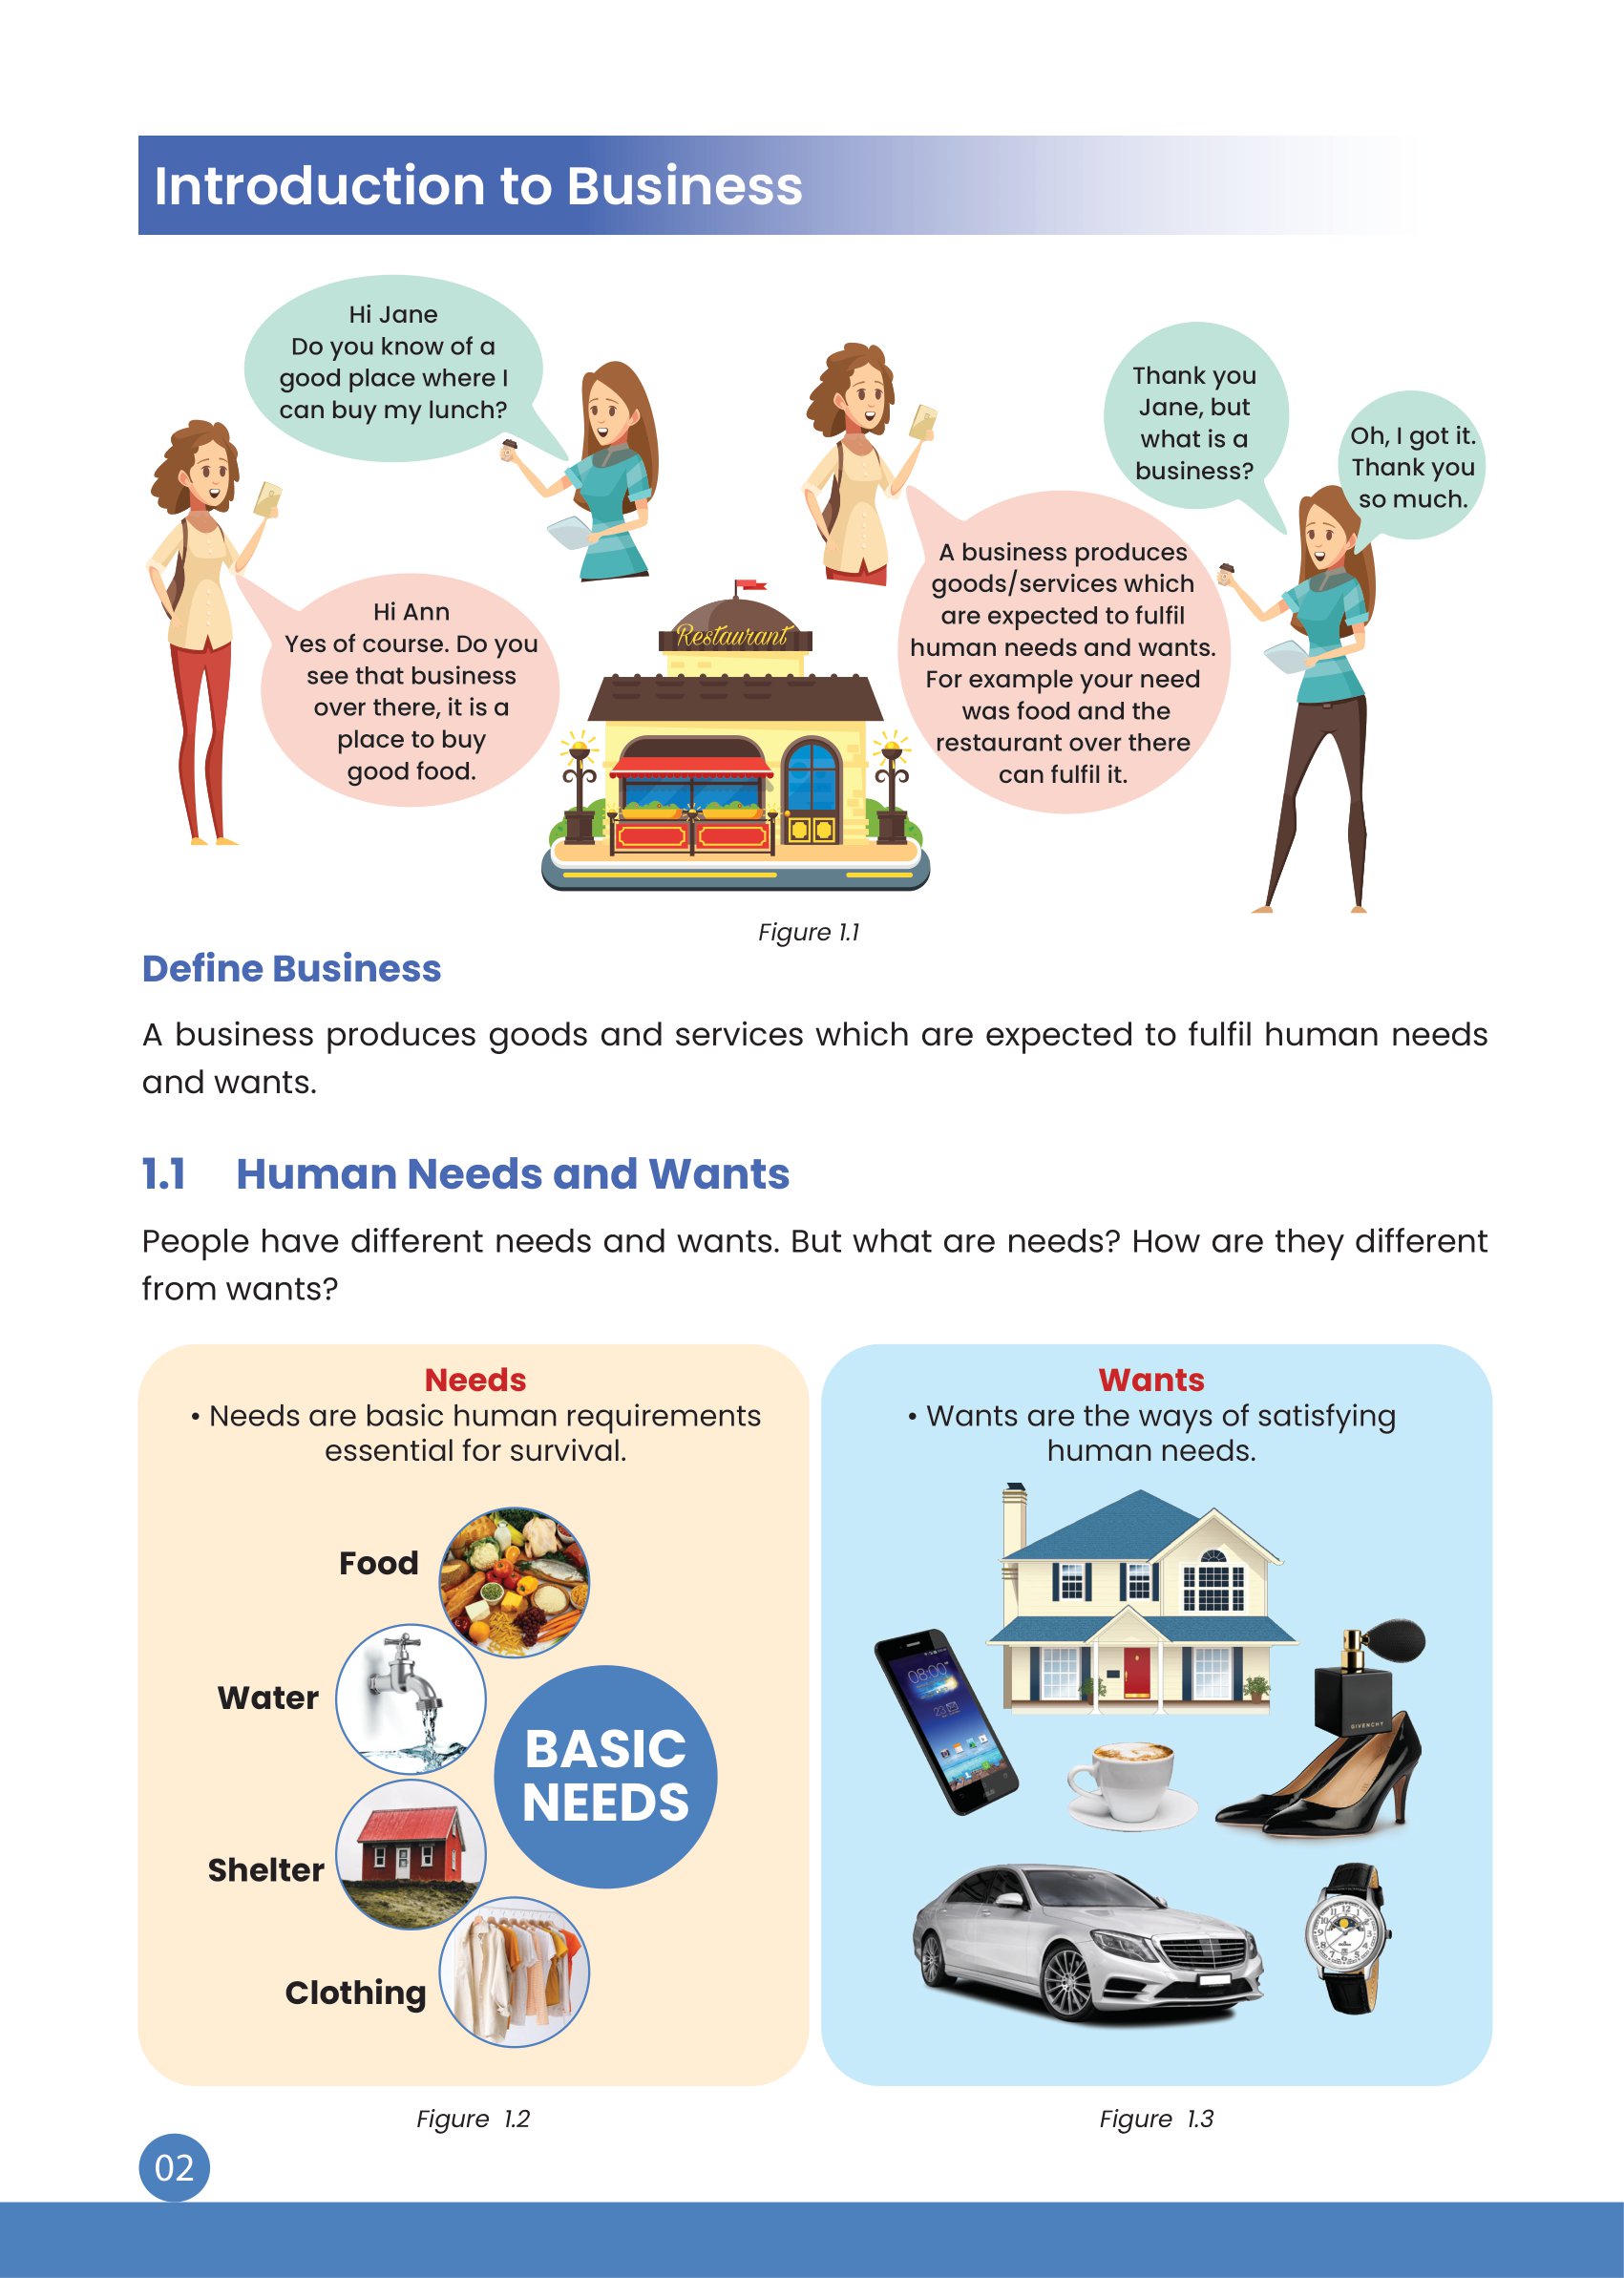 Introduction to Business
Hi Jane
Do you know of a
good place where I
can buy my lunch?
Hi Ann
Yes of course. Do you
see that business
over there, it is a
place to buy
good food.
Restaurant
Thank you
Jane, but
what is a
business?
A business produces
goods/services which
are expected to fulfil
human needs and wants.
For example your need
was food and the
restaurant over there
can fulfil it.
Oh, I got it.
Thank you
so much.
Figure 1.1
Define Business
A business produces goods and services which are expected to fulfil human needs
and wants.
1.1 Human Needs and Wants
People have different needs and wants. But what are needs? How are they different
from wants?
Needs
• Needs are basic human requirements
essential for survival.
Food
Water
Shelter
Clothing
BASIC
NEEDS
Figure 1.2
Wants
• Wants are the ways of satisfying
human needs.
08:00
GIVENCHY
Figure 1.3
02